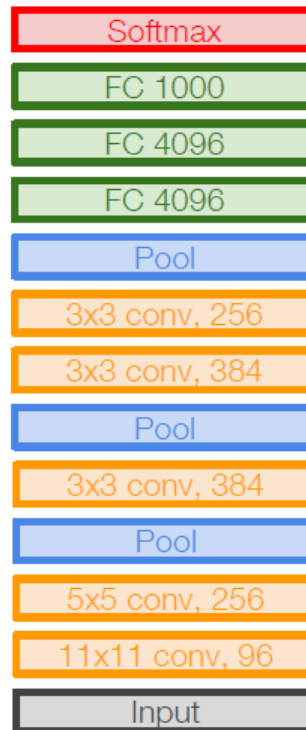 Softmax
FC 1000
FC 4096
FC 4096
Pool
3x3 conv, 256
3x3 conv, 384
Pool
3x3 conv, 384
Pool
5x5 conv, 256
11x11 conv, 96
Input